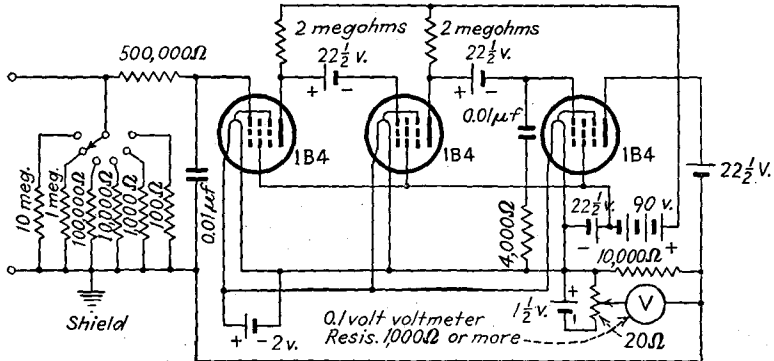 2 megohms
2 megohms
500,000Ω
22½ v.
22½ v.
+ -
+ -
0.01μf
1B4
1B4
1B4
22½ V.
10 meg.
1 meg.
100,000Ω
10,000Ω
1000Ω
100Ω
0.01μf
4,000Ω
22½ v.
90 v.
- +
10,000Ω
Shield
+ - 2 v.
0.1 volt voltmeter
Resis. 1,000Ω or more
+
1½ v.
-
V
20Ω